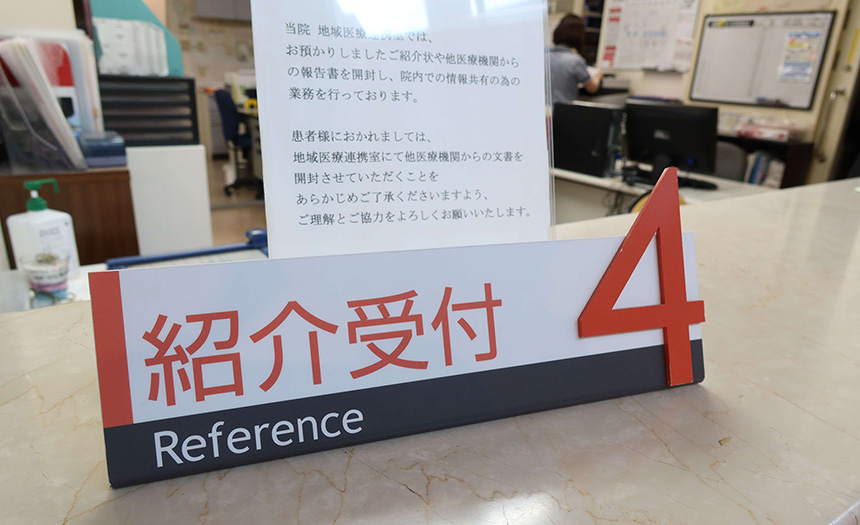 当院 地域医療連携室では、
お預かりしましたご紹介状や他医療機関から
の報告書を開封し、院内での情報共有の為の
業務を行っております。
患者様におかれましては、
地域医療連携室にて他医療機関からの文書を
開封させていただくことを
あらかじめご了承くださいますよう、
ご理解とご協力をよろしくお願いいたします。
紹介受付 4
Reference